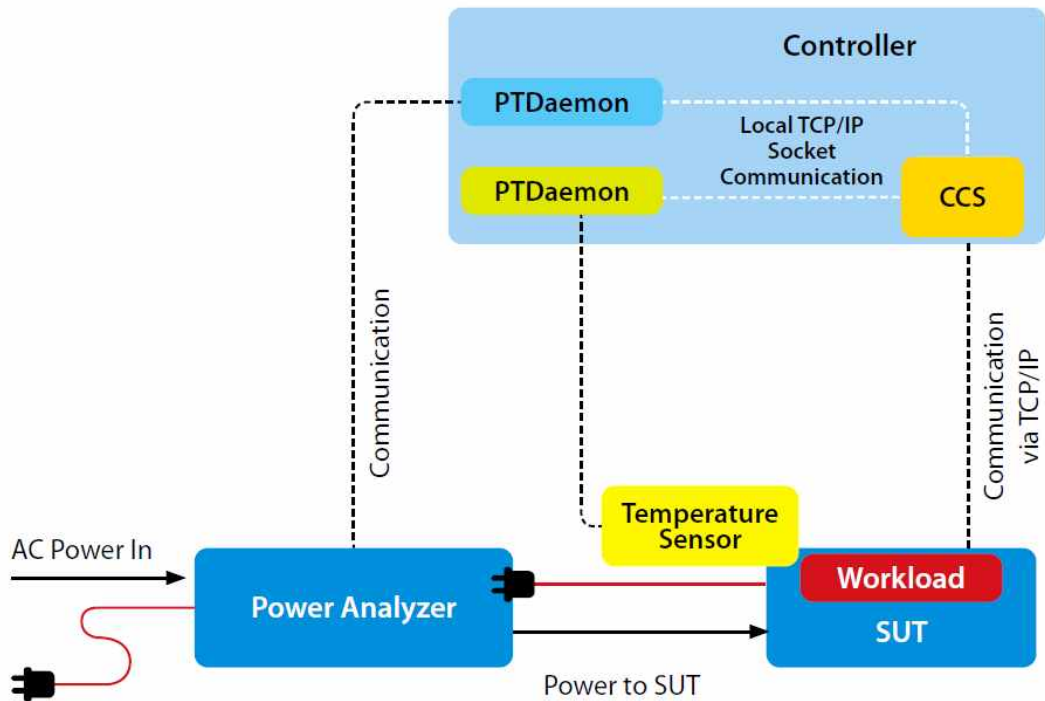 Controller
PTDaemon
Local TCP/IP
Socket
Communication
PTDaemon
CCS
Communication
Communication
via TCP/IP
Temperature
Sensor
AC Power In
Power Analyzer
Workload
SUT
Power to SUT